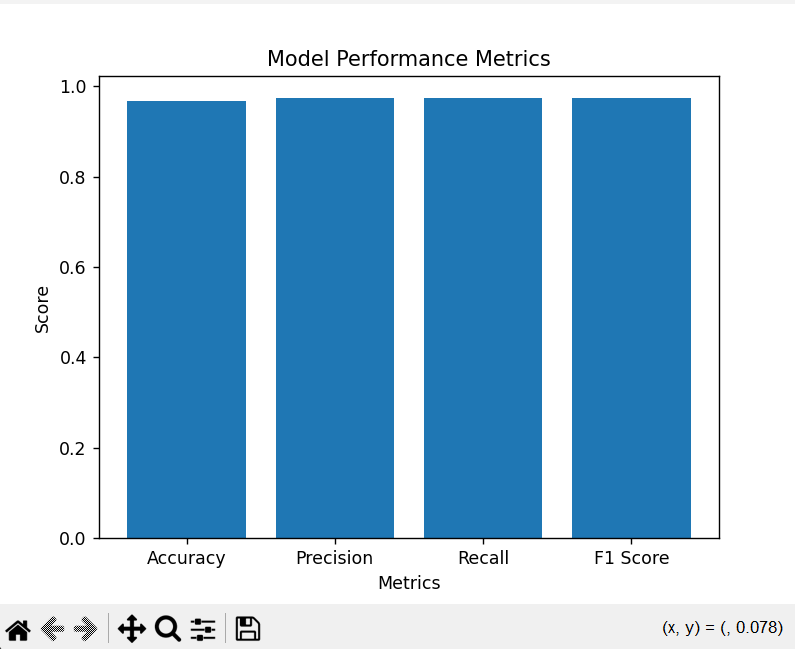 Model Performance Metrics
1.0
0.8
0.6
0.4
0.2
0.0
Score
Accuracy Precision Recall F1 Score
Metrics
(x, y) = (, 0.078)